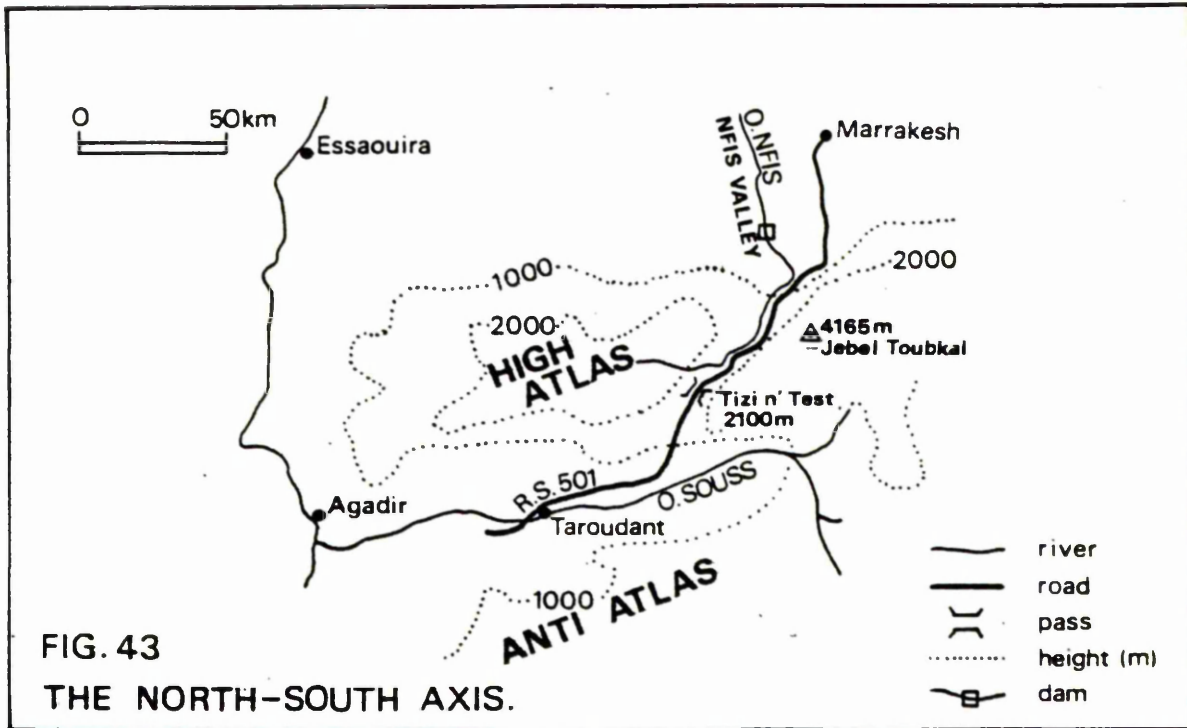 0 50km
Essaouira
O. NFIS
NFIS VALLEY
Marrakesh
1000
2000
2000
4165m
Jebel Toubkal
HIGH
ATLAS
Tizi n' Test
2100m
R.S. 501
O. SOUSS
Agadir
Taroudant
1000
ANTI ATLAS
river
road
pass
height (m)
dam
FIG. 43
THE NORTH-SOUTH AXIS.